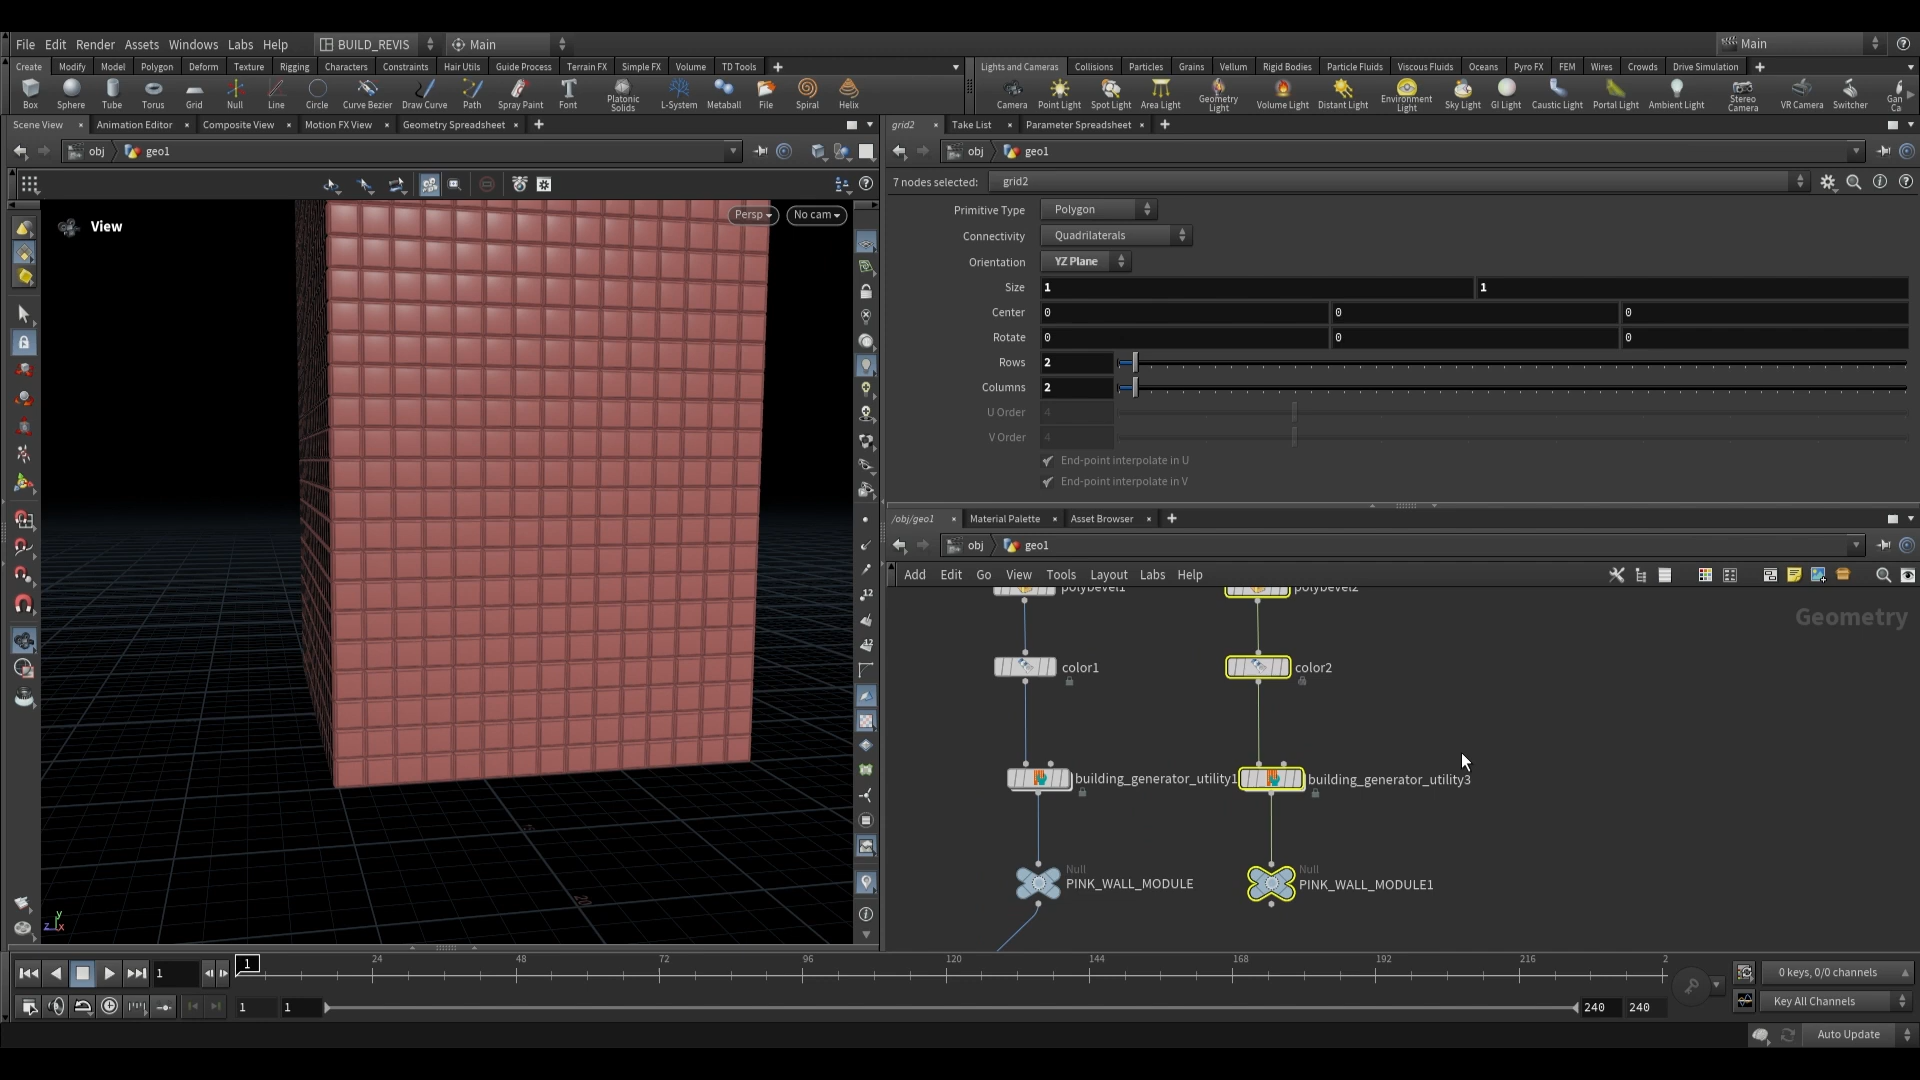 File Edit Render Assets Windows Labs Help BUILD_REVIS Main Main
Create Modify Model Polygon Deform Texture Rigging Characters Constraints Hair Utils Guide Process Terrain FX Simple FX Volume TD Tools
Lights and Cameras Collisions Particles Grains Vellum Rigid Bodies Particle Fluids Viscous Fluids Oceans Pyro FX FEM Wires Crowds Drive Simulation
Box Sphere Tube Torus Grid Null Line Circle Curve Bezier Draw Curve Path Spray Paint Font Platonic Solids L-System Metaball File Spiral Helix
Camera Point Light Spot Light Area Light Geometry Light Volume Light Distant Light Environment Light Sky Light GI Light Caustic Light Portal Light Ambient Light Stereo Camera VR Camera Switcher Gan Ca
Scene View Animation Editor Composite View Motion FX View Geometry Spreadsheet
grid2 Take List Parameter Spreadsheet
obj geo1
obj geo1
7 nodes selected: grid2
View Persp No cam
Primitive Type Polygon
Connectivity Quadrilaterals
Orientation YZ Plane
Size 1 1
Center 0 0 0
Rotate 0 0 0
Rows 2
Columns 2
U Order 4
V Order 4
End-point interpolate in U
End-point interpolate in V
/obj/geo1 Material Palette Asset Browser
obj geo1
Add Edit Go View Tools Layout Labs Help
Geometry
polybevel1 polybevel2
color1 color2
building_generator_utility1 building_generator_utility3
Null Null
PINK_WALL_MODULE PINK_WALL_MODULE1
12
12
y
z x
1 1 24 48 72 96 120 144 168 192 216 2
0 keys, 0/0 channels
1 1 240 240 Key All Channels
Auto Update